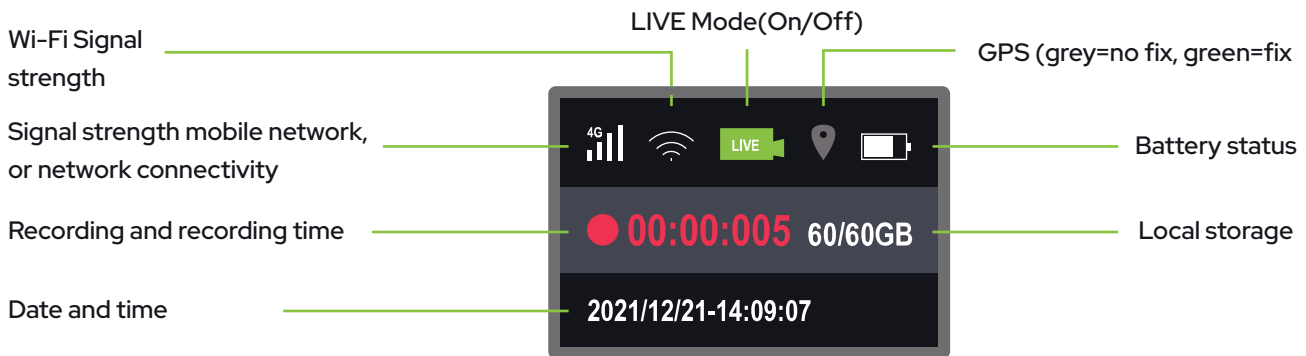 LIVE Mode(On/Off)
Wi-Fi Signal
strength
GPS (grey=no fix, green=fix
Signal strength mobile network,
or network connectivity
4G
LIVE
Battery status
Recording and recording time
00:00:005 60/60GB
Local storage
Date and time
2021/12/21-14:09:07